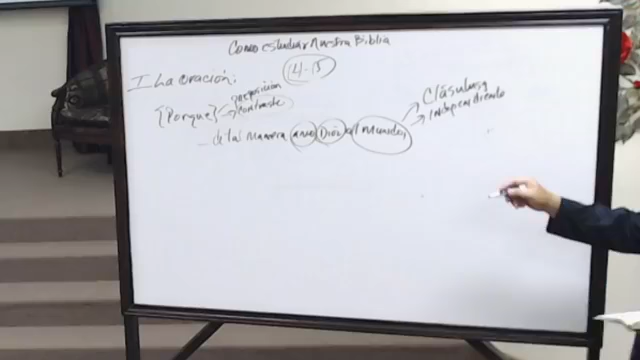 Como estudiar Nuestra Biblia
I La oración:
14-15
{Porque} → preposición
→ contraste
de tal manera amo Dios al mundo,
→ Cláusula
→ independiente